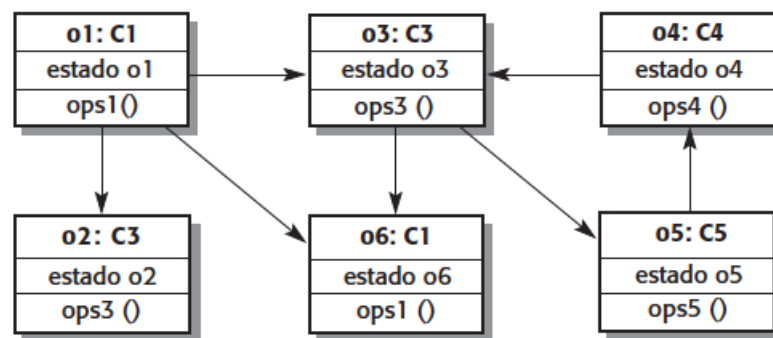 o1: C1
estado o1
ops1()
o3: C3
estado o3
ops3 ()
o4: C4
estado o4
ops4 ()
o2: C3
estado o2
ops3 ()
o6: C1
estado o6
ops1 ()
o5: C5
estado o5
ops5 ()